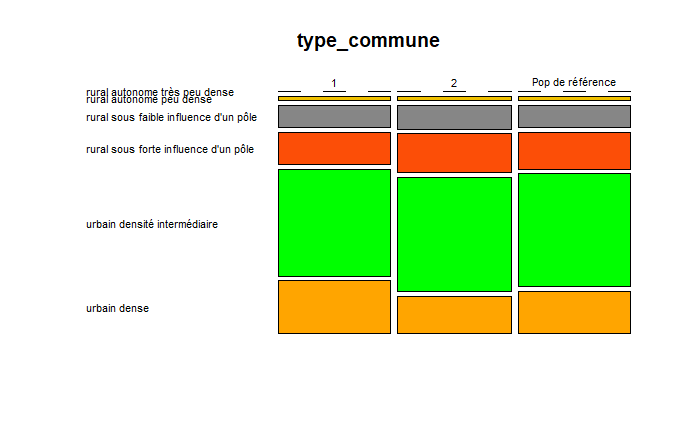 type_commune
1 2 Pop de référence
rural autonome très peu dense
rural autonome peu dense
rural sous faible influence d'un pôle
rural sous forte influence d'un pôle
urbain densité intermédiaire
urbain dense